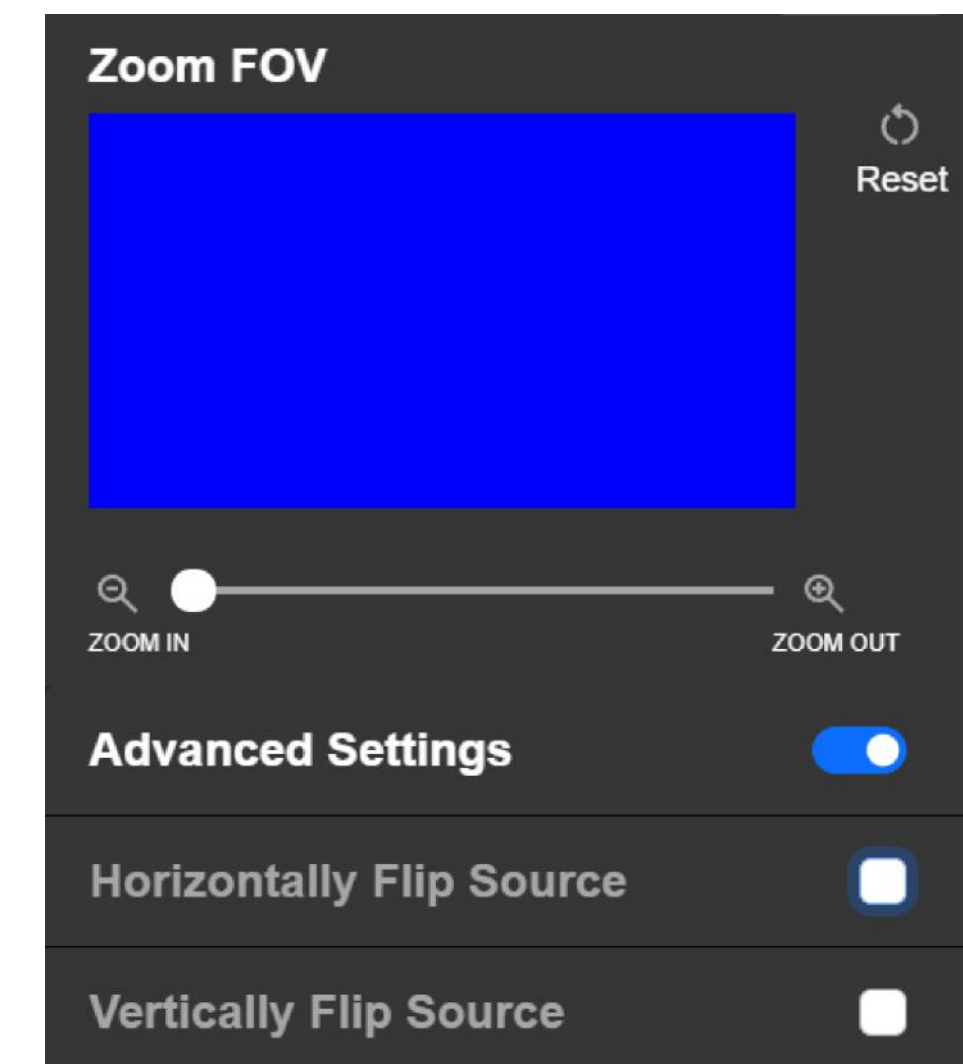 Zoom FOV
Reset
ZOOM IN
ZOOM OUT
Advanced Settings
Horizontally Flip Source
Vertically Flip Source